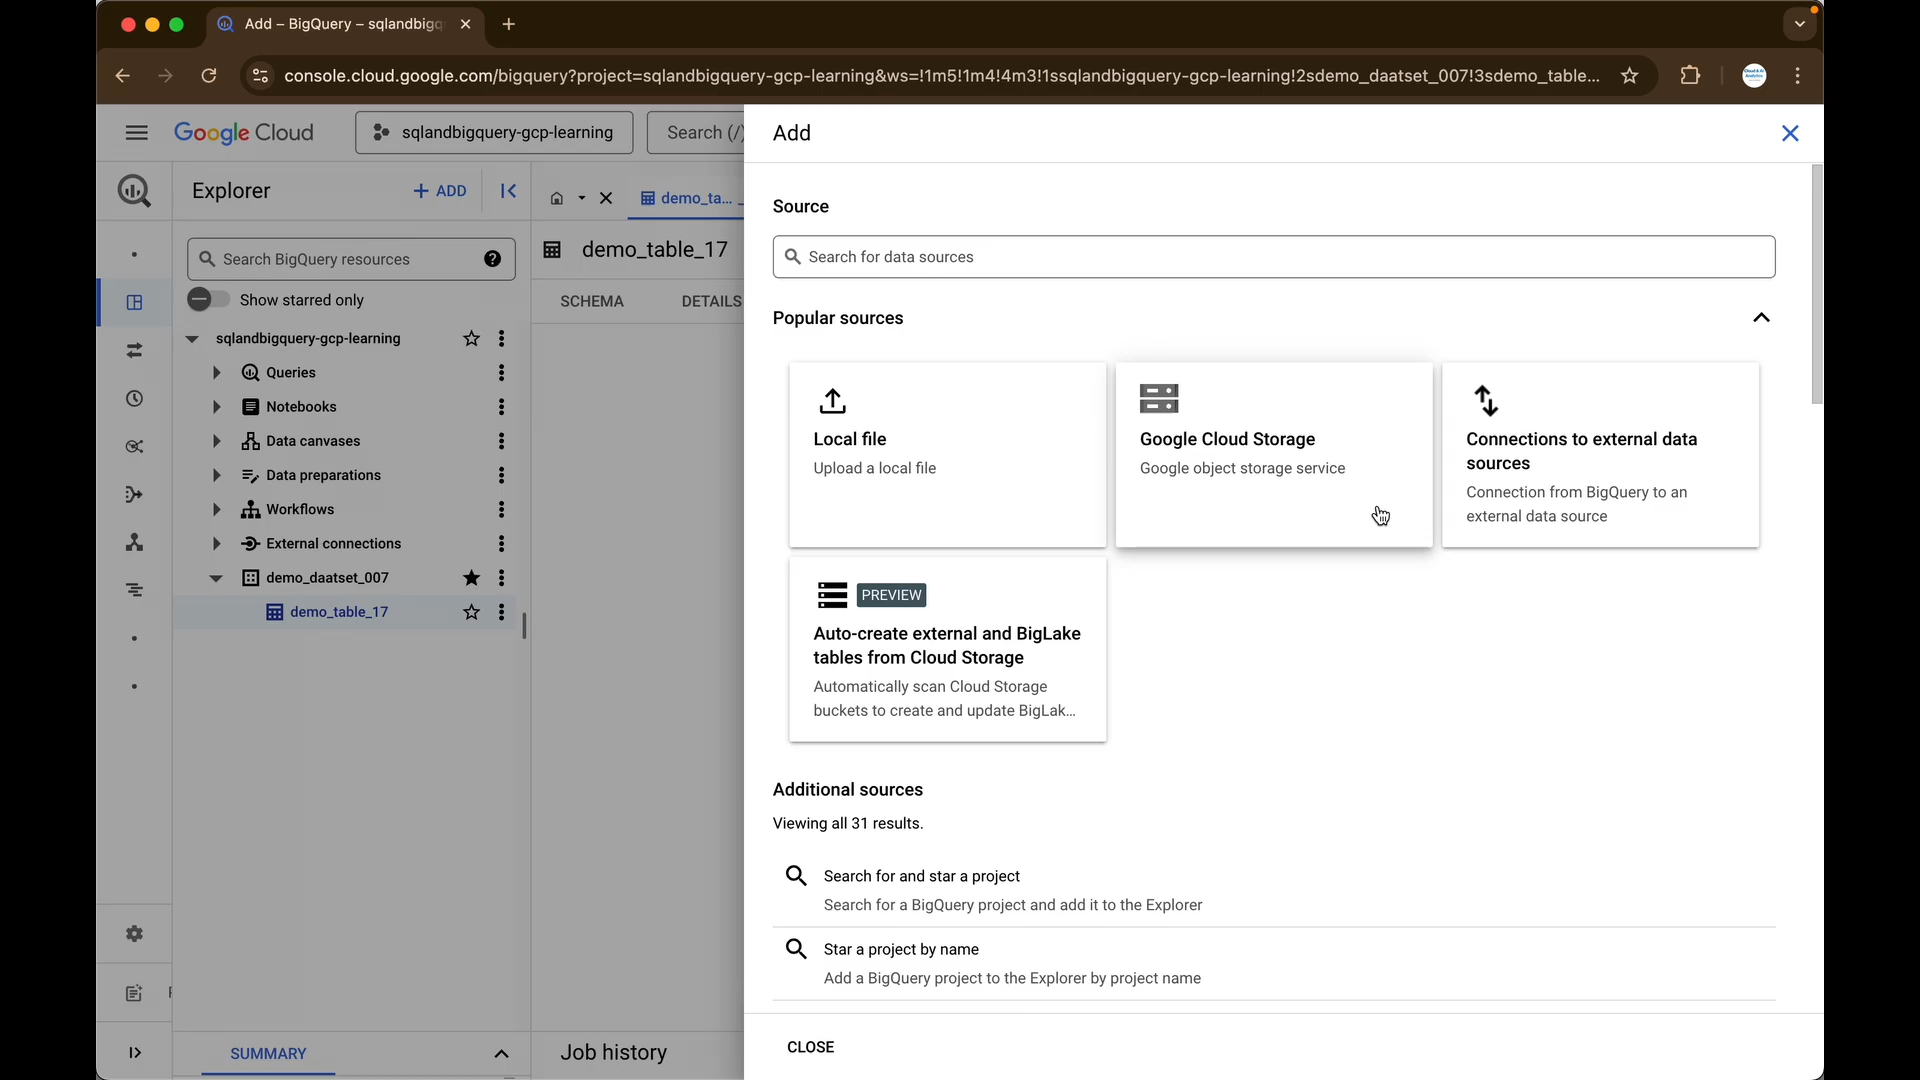 Add – BigQuery – sqlandbigq
console.cloud.google.com/bigquery?project=sqlandbigquery-gcp-learning&ws=!1m5!1m4!4m3!1ssqlandbigquery-gcp-learning!2sdemo_daatset_007!3sdemo_table...
Google Cloud
sqlandbigquery-gcp-learning
Search (/)
Add
Explorer
+ ADD
demo_ta...
Source
Search BigQuery resources
demo_table_17
Search for data sources
Show starred only
SCHEMA
DETAILS
Popular sources
sqlandbigquery-gcp-learning
Queries
Notebooks
Data canvases
Data preparations
Workflows
External connections
demo_daatset_007
demo_table_17
Local file
Upload a local file
Google Cloud Storage
Google object storage service
Connections to external data
sources
Connection from BigQuery to an
external data source
PREVIEW
Auto-create external and BigLake
tables from Cloud Storage
Automatically scan Cloud Storage
buckets to create and update BigLak...
Additional sources
Viewing all 31 results.
Search for and star a project
Search for a BigQuery project and add it to the Explorer
Star a project by name
Add a BigQuery project to the Explorer by project name
SUMMARY
Job history
CLOSE